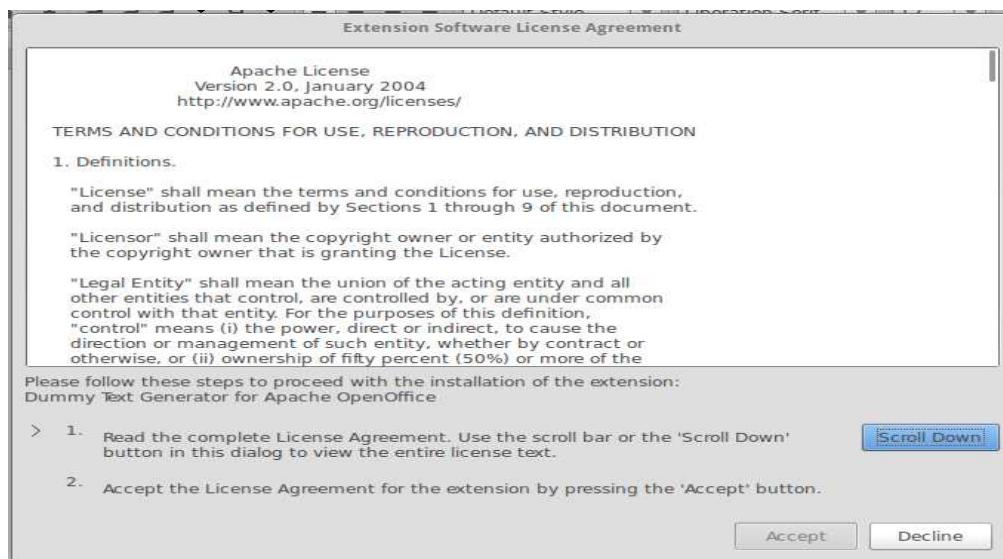 Extension Software License Agreement
Apache License
Version 2.0, January 2004
http://www.apache.org/licenses/
TERMS AND CONDITIONS FOR USE, REPRODUCTION, AND DISTRIBUTION
1. Definitions.
"License" shall mean the terms and conditions for use, reproduction,
and distribution as defined by Sections 1 through 9 of this document.
"Licensor" shall mean the copyright owner or entity authorized by
the copyright owner that is granting the License.
"Legal Entity" shall mean the union of the acting entity and all
other entities that control, are controlled by, or are under common
control with that entity. For the purposes of this definition,
"control" means (i) the power, direct or indirect, to cause the
direction or management of such entity, whether by contract or
otherwise, or (ii) ownership of fifty percent (50%) or more of the
Please follow these steps to proceed with the installation of the extension:
Dummy Text Generator for Apache OpenOffice
> 1. Read the complete License Agreement. Use the scroll bar or the 'Scroll Down'
button in this dialog to view the entire license text.
Scroll Down
2. Accept the License Agreement for the extension by pressing the 'Accept' button.
Accept Decline